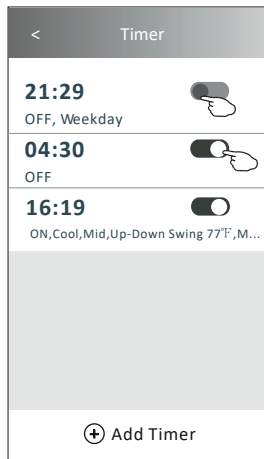 < Timer
21:29
OFF, Weekday
04:30
OFF
16:19
ON,Cool,Mid,Up-Down Swing 77℉,M...
Add Timer